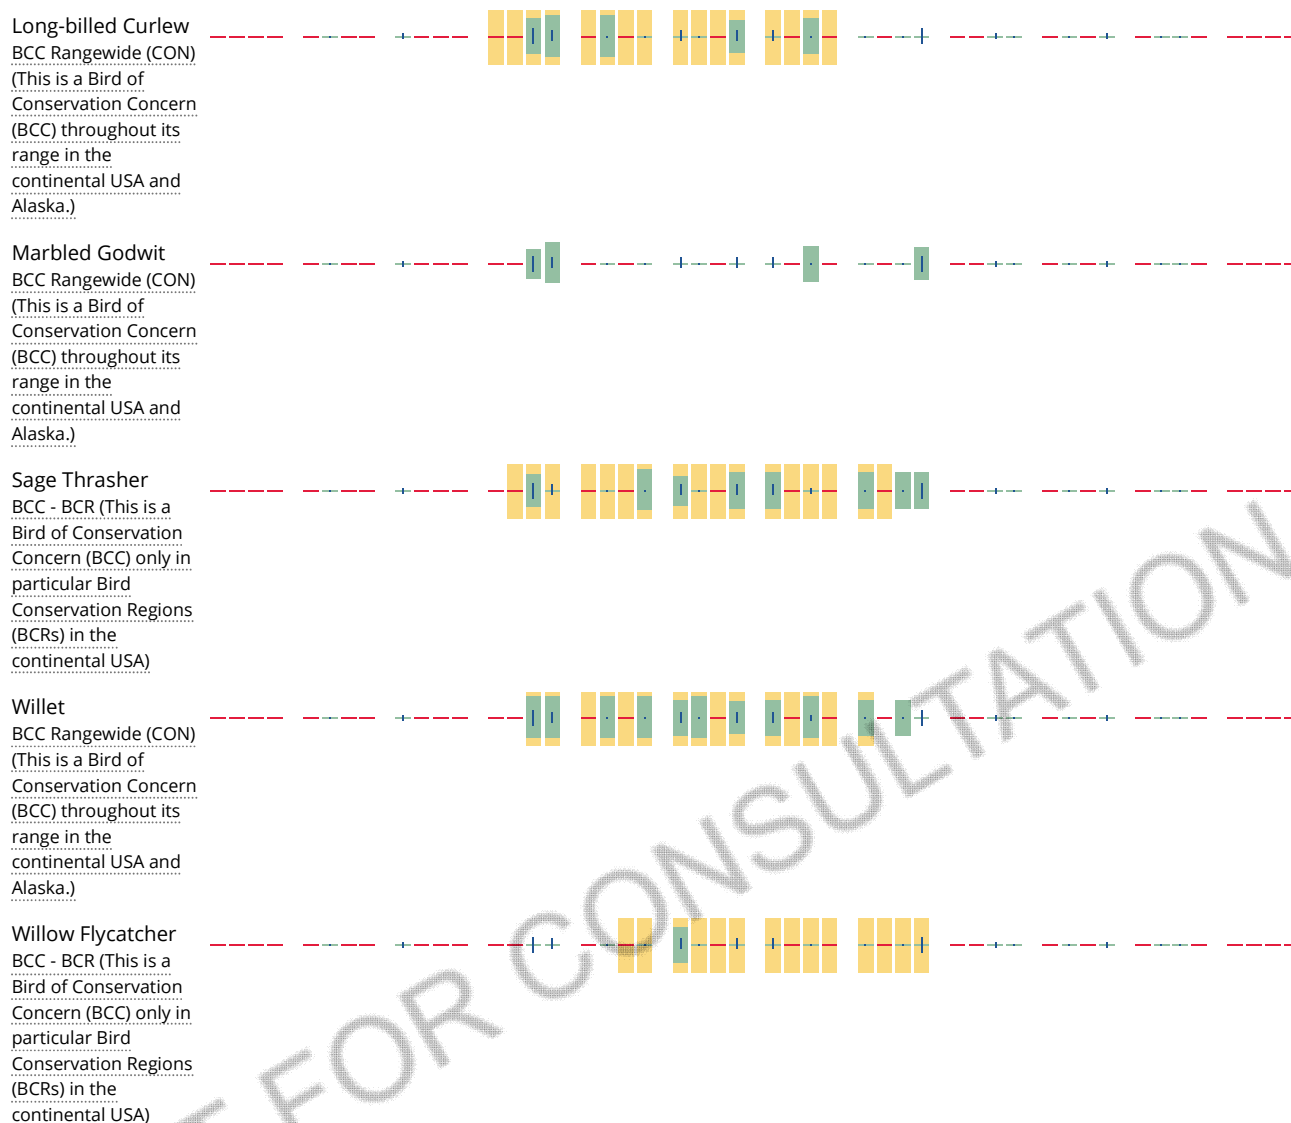 Long-billed Curlew
BCC Rangewide (CON)
(This is a Bird of
Conservation Concern
(BCC) throughout its
range in the
continental USA and
Alaska.)
Marbled Godwit
BCC Rangewide (CON)
(This is a Bird of
Conservation Concern
(BCC) throughout its
range in the
continental USA and
Alaska.)
Sage Thrasher
BCC - BCR (This is a
Bird of Conservation
Concern (BCC) only in
particular Bird
Conservation Regions
(BCRs) in the
continental USA)
Willet
BCC Rangewide (CON)
(This is a Bird of
Conservation Concern
(BCC) throughout its
range in the
continental USA and
Alaska.)
Willow Flycatcher
BCC - BCR (This is a
Bird of Conservation
Concern (BCC) only in
particular Bird
Conservation Regions
(BCRs) in the
continental USA)
FOR CONSULTATION